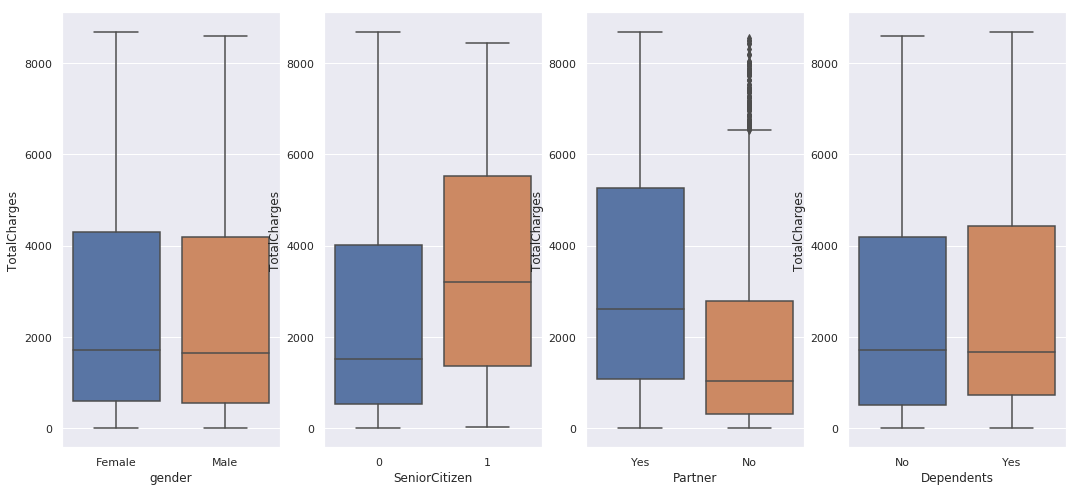 TotalCharges
8000
6000
4000
2000
0
Female Male
gender
TotalCharges
8000
6000
4000
2000
0
0 1
SeniorCitizen
TotalCharges
8000
6000
4000
2000
0
Yes No
Partner
TotalCharges
8000
6000
4000
2000
0
No Yes
Dependents